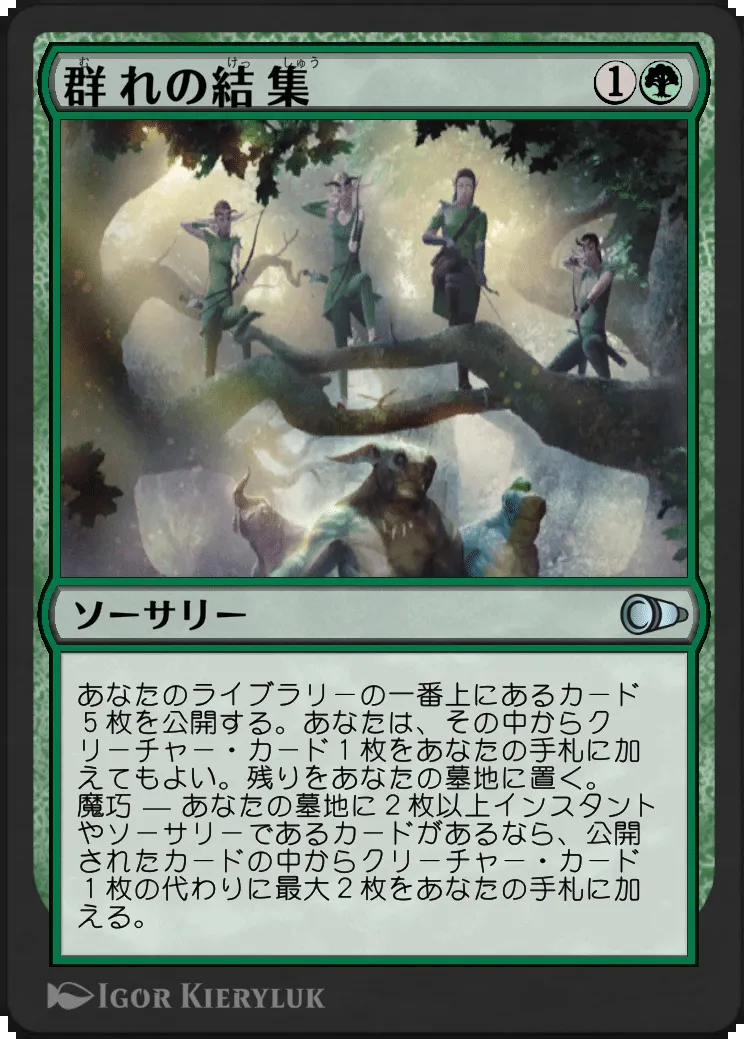 群れの結集 1
ソーサリー
あなたのライブラリーの一番上にあるカード
5枚を公開する。あなたは、その中からク
リーチャー・カード1枚をあなたの手札に加
えてもよい。残りをあなたの墓地に置く。
魔巧 — あなたの墓地に2枚以上インスタント
やソーサリーであるカードがあるなら、公開
されたカードの中からクリーチャー・カード
1枚の代わりに最大2枚をあなたの手札に加
える。
IGOR KIERYLUK